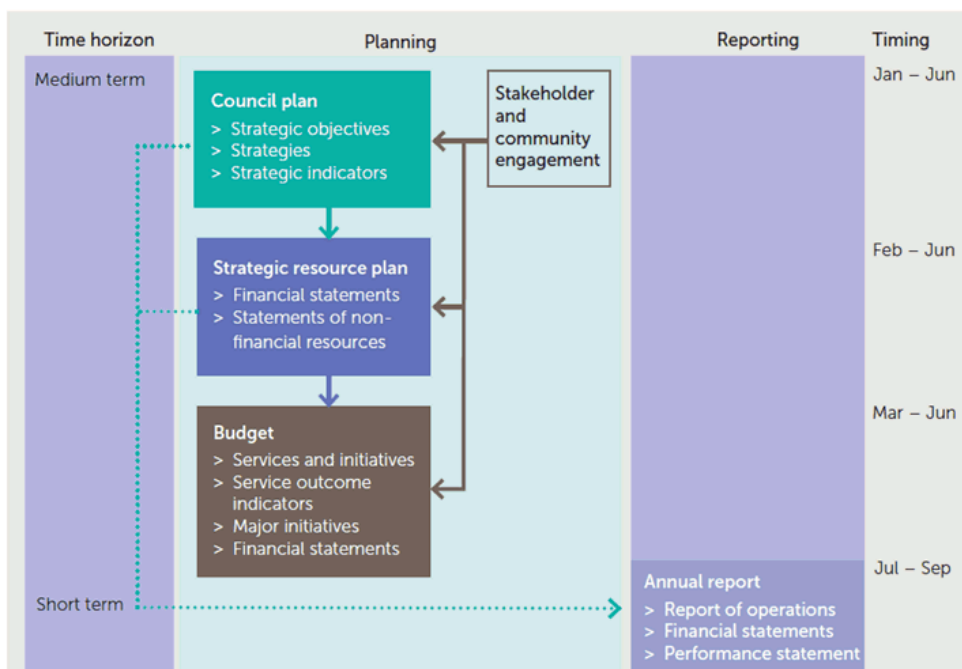 Time horizon
Planning
Reporting
Timing
Medium term
Jan – Jun
Council plan
> Strategic objectives
> Strategies
> Strategic indicators
Stakeholder
and
community
engagement
Feb – Jun
Strategic resource plan
> Financial statements
> Statements of non-
financial resources
Mar – Jun
Budget
> Services and initiatives
> Service outcome
indicators
> Major initiatives
> Financial statements
Jul – Sep
Short term
Annual report
> Report of operations
> Financial statements
> Performance statement